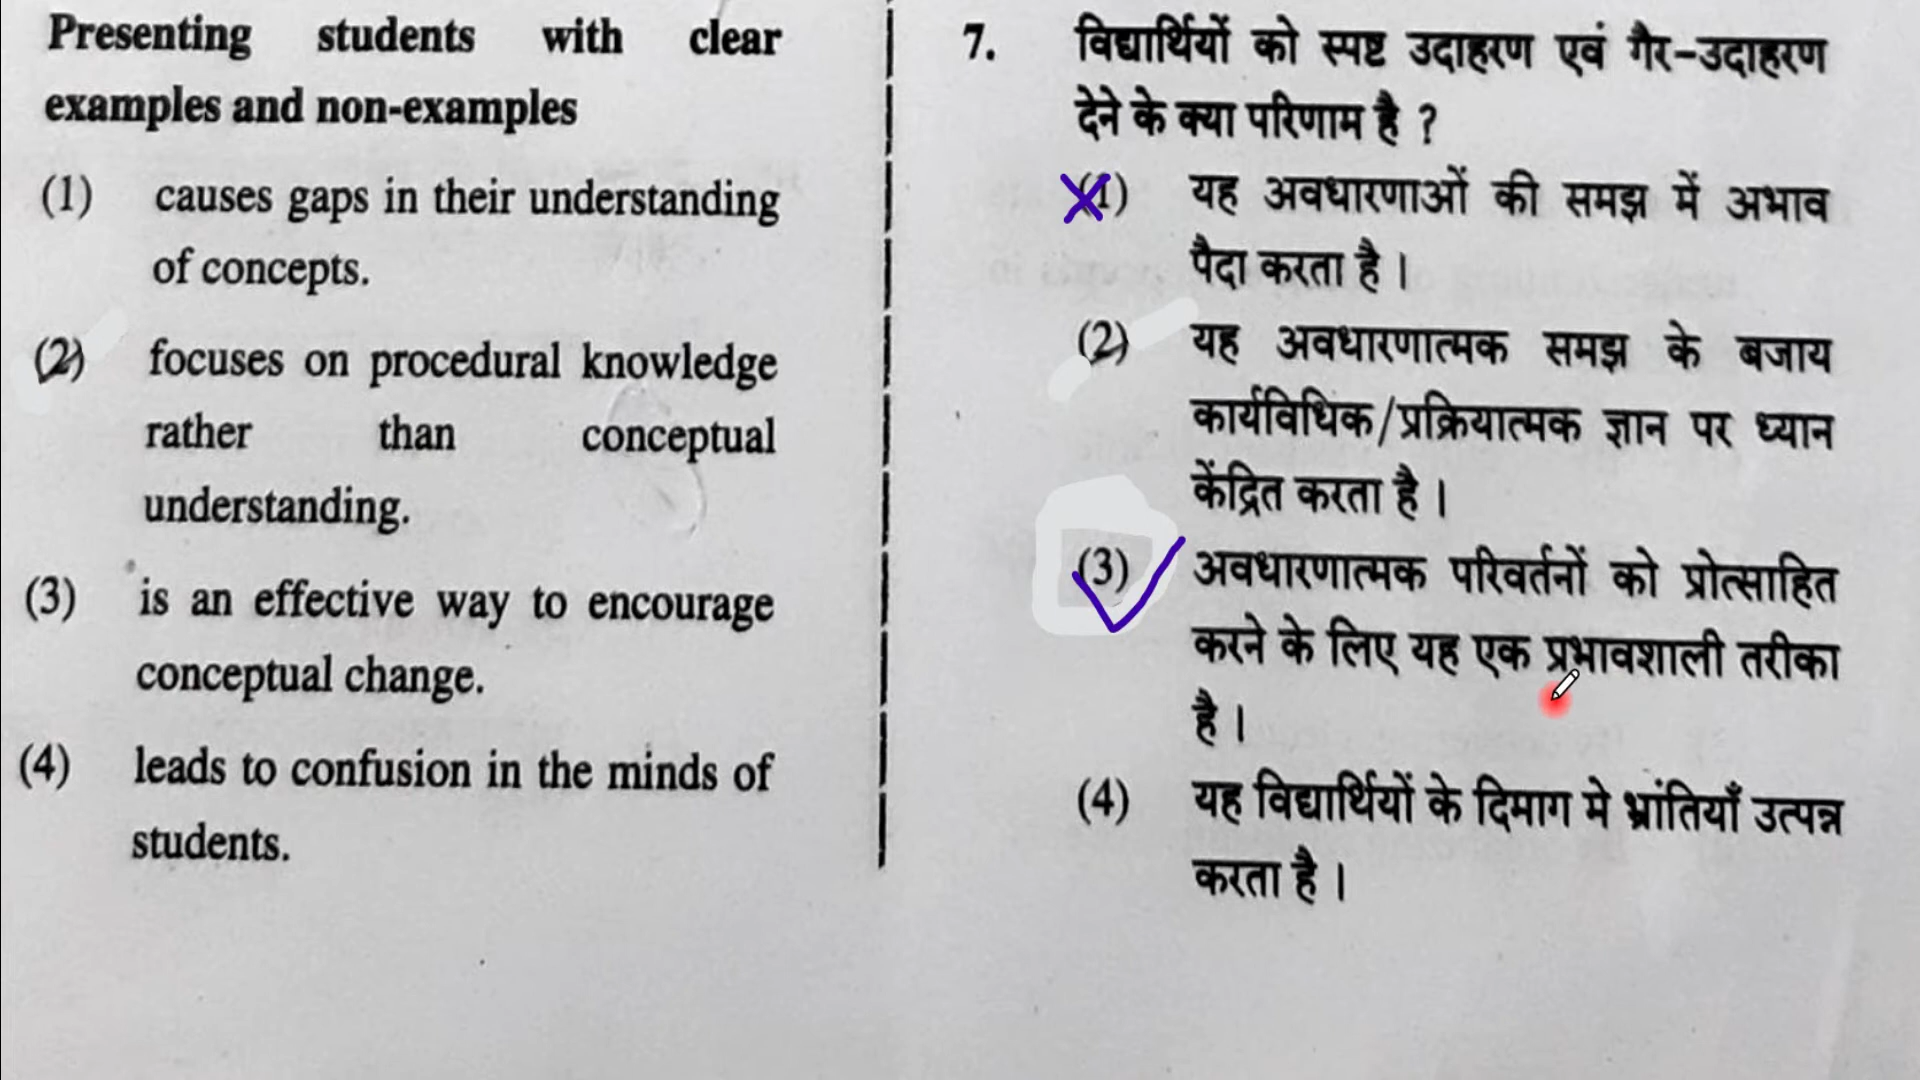 Presenting students with clear
examples and non-examples
(1) causes gaps in their understanding
of concepts.
(2) focuses on procedural knowledge
rather than conceptual
understanding.
(3) is an effective way to encourage
conceptual change.
(4) leads to confusion in the minds of
students.
7. विद्यार्थियों को स्पष्ट उदाहरण एवं गैर-उदाहरण
देने के क्या परिणाम है ?
(1) यह अवधारणाओं की समझ में अभाव
पैदा करता है ।
(2) यह अवधारणात्मक समझ के बजाय
कार्यविधिक/प्रक्रियात्मक ज्ञान पर ध्यान
केंद्रित करता है ।
(3) अवधारणात्मक परिवर्तनों को प्रोत्साहित
करने के लिए यह एक प्रभावशाली तरीका
है ।
(4) यह विद्यार्थियों के दिमाग मे भ्रांतियाँ उत्पन्न
करता है ।